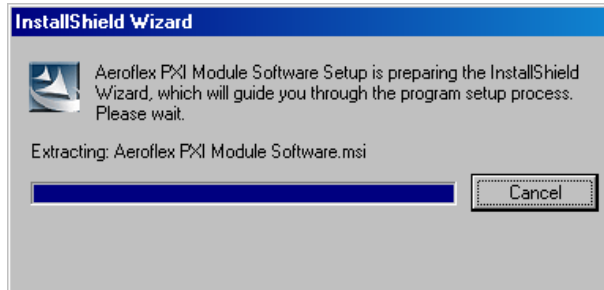 InstallShield Wizard
Aeroflex PXI Module Software Setup is preparing the InstallShield
Wizard, which will guide you through the program setup process.
Please wait.
Extracting: Aeroflex PXI Module Software.msi
Cancel